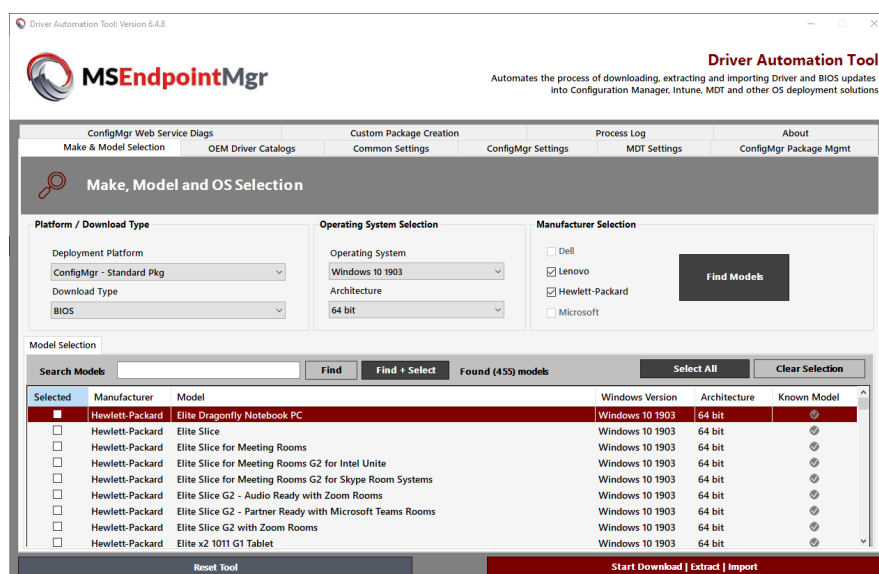 Driver Automation Tool: Version 6.4.8
MSEndpointMgr
Driver Automation Tool
Automates the process of downloading, extracting and importing Driver and BIOS updates
into Configuration Manager, Intune, MDT and other OS deployment solutions
ConfigMgr Web Service Diags Custom Package Creation Process Log About
Make & Model Selection OEM Driver Catalogs Common Settings ConfigMgr Settings MDT Settings ConfigMgr Package Mgmt
Make, Model and OS Selection
Platform / Download Type Operating System Selection Manufacturer Selection
Deployment Platform Operating System Dell
ConfigMgr - Standard Pkg Windows 10 1903 Lenovo Find Models
Download Type Architecture Hewlett-Packard
BIOS 64 bit Microsoft
Model Selection
Search Models Find Find + Select Found (455) models Select All Clear Selection
Selected Manufacturer Model Windows Version Architecture Known Model
Hewlett-Packard Elite Dragonfly Notebook PC Windows 10 1903 64 bit
Hewlett-Packard Elite Slice Windows 10 1903 64 bit
Hewlett-Packard Elite Slice for Meeting Rooms Windows 10 1903 64 bit
Hewlett-Packard Elite Slice for Meeting Rooms G2 for Intel Unite Windows 10 1903 64 bit
Hewlett-Packard Elite Slice for Meeting Rooms G2 for Skype Room Systems Windows 10 1903 64 bit
Hewlett-Packard Elite Slice G2 - Audio Ready with Zoom Rooms Windows 10 1903 64 bit
Hewlett-Packard Elite Slice G2 - Partner Ready with Microsoft Teams Rooms Windows 10 1903 64 bit
Hewlett-Packard Elite Slice G2 with Zoom Rooms Windows 10 1903 64 bit
Hewlett-Packard Elite x2 1011 G1 Tablet Windows 10 1903 64 bit
Reset Tool Start Download | Extract | Import